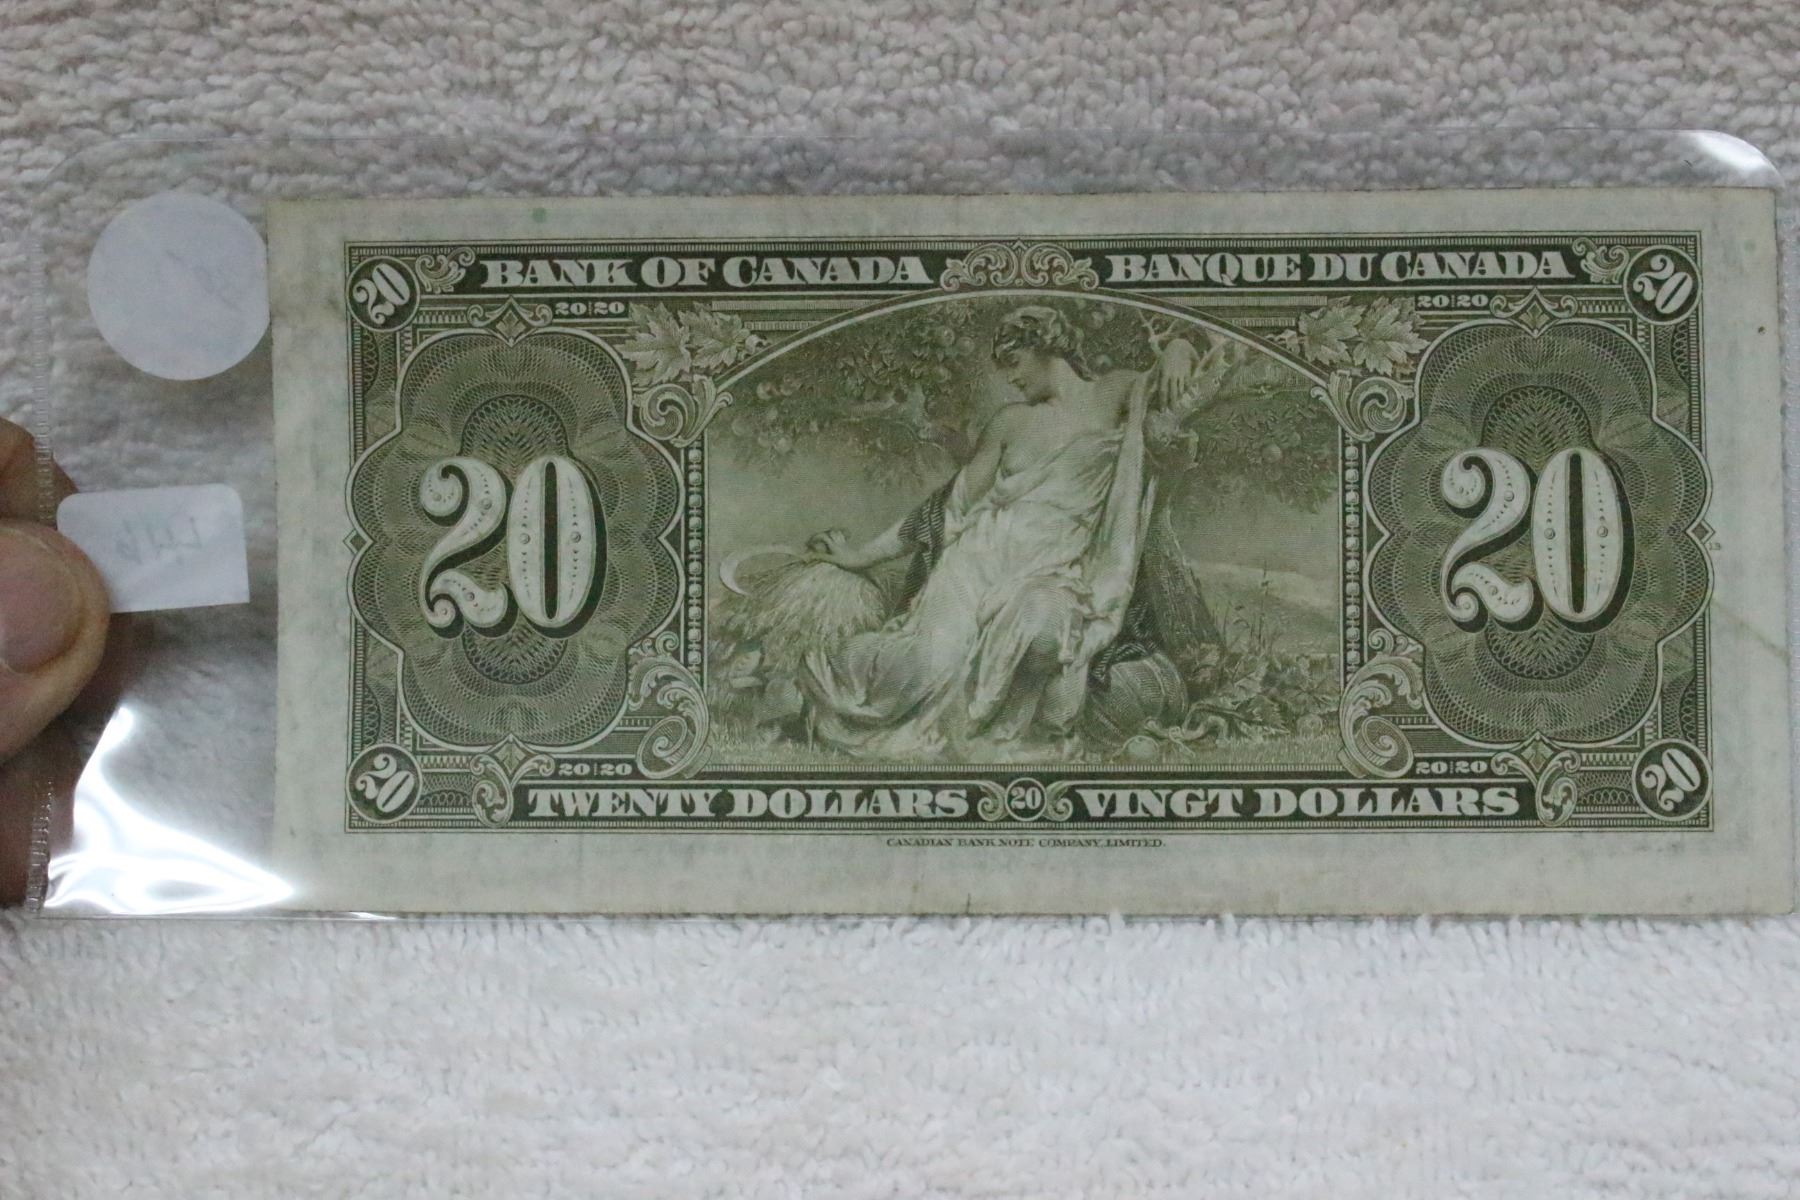 20 BANK OF CANADA BANQUE DU CANADA 20
20 20 20 20
20 20
20 20 20 20
20 TWENTY DOLLARS 20 VINGT DOLLARS 20
CANADIAN BANK NOTE COMPANY, LIMITED.